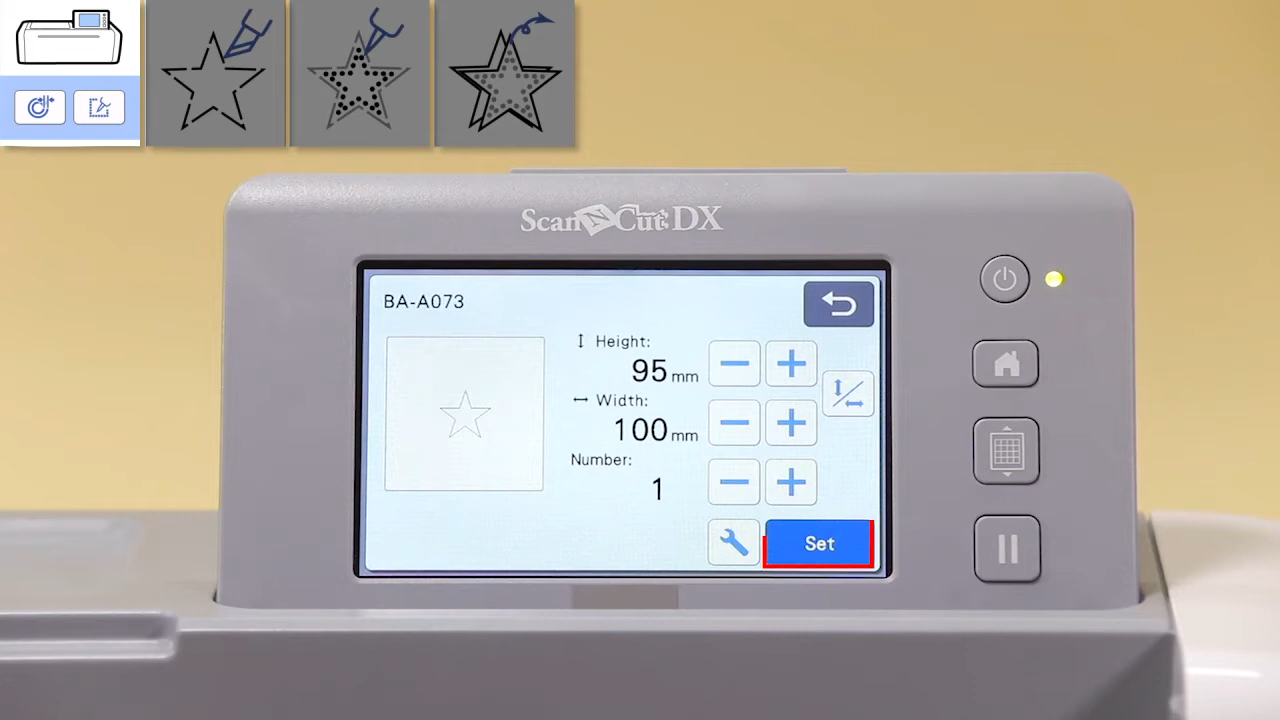 ScanNCut DX
BA-A073
Height:
95 mm
Width:
100 mm
Number:
1
Set